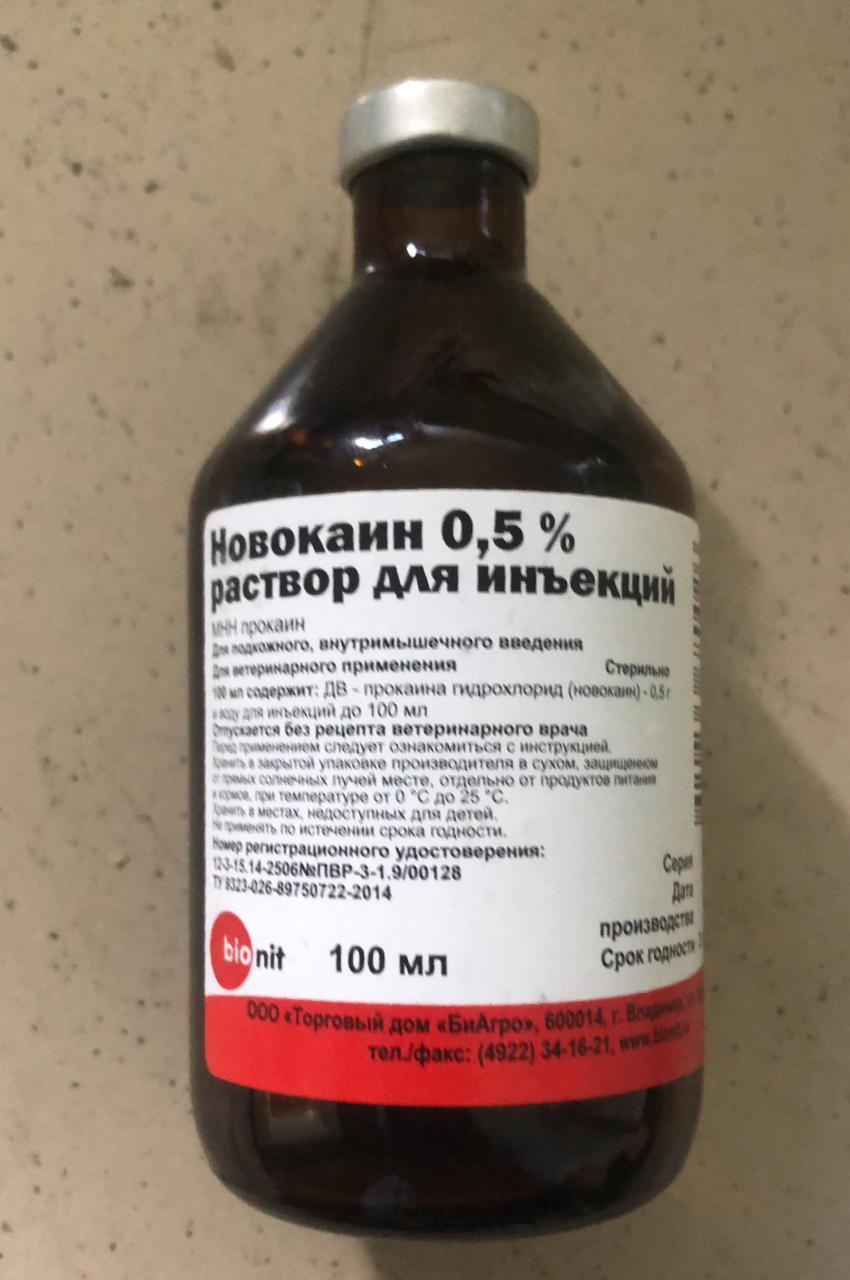 Новокаин 0,5 %
раствор для инъекций
МНН прокаин
Для подкожного, внутримышечного введения
Для ветеринарного применения Стерильно
100 мл содержит: ДВ - прокаина гидрохлорид (новокаин) - 0,5 г
и воду для инъекций до 100 мл
Отпускается без рецепта ветеринарного врача
Перед применением следует ознакомиться с инструкцией.
Хранить в закрытой упаковке производителя в сухом, защищенном
от прямых солнечных лучей месте, отдельно от продуктов питания
и кормов, при температуре от 0 °C до 25 °C.
Хранить в местах, недоступных для детей.
Не применять по истечении срока годности.
Номер регистрационного удостоверения:
12-3-15.14-2506№ПВР-3-1.9/00128
ТУ 9323-026-89750722-2014
Серия
Дата
производства
Срок годности
bionit 100 мл
ООО «Торговый дом «БиАгро», 600014, г. Владимир,
тел./факс: (4922) 34-16-21, www.bionit.ru